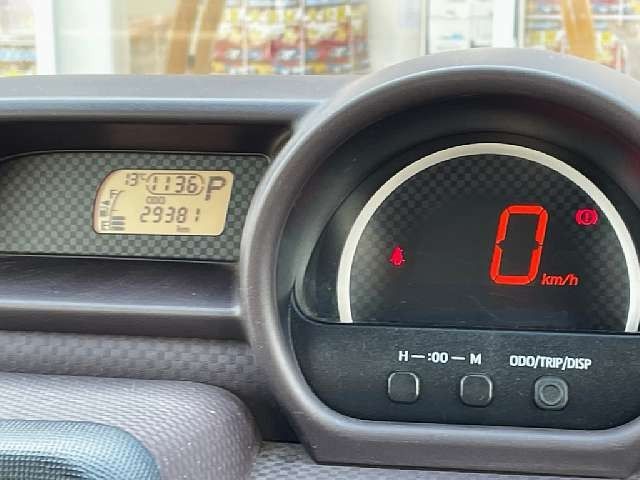 13℃ 11:36 P
ODO
F 29381
E km
0
km/h
H — :00 — M ODO/TRIP/DISP